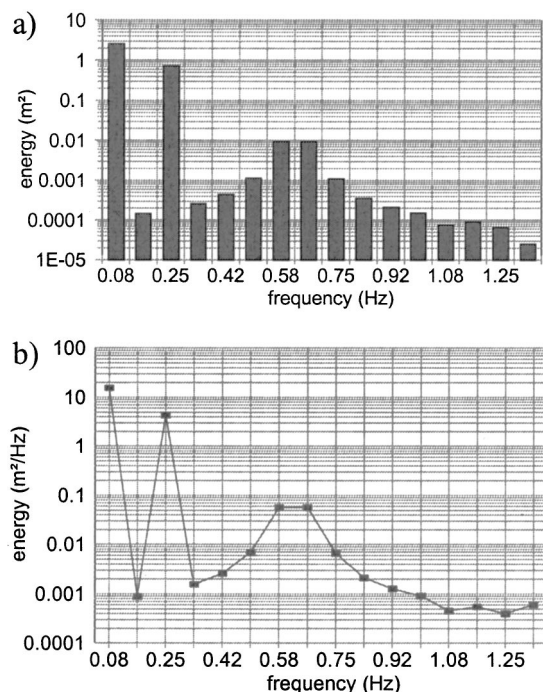 a)
10
1
0.1
0.01
0.001
0.0001
1E-05
energy (m²)
0.08 0.25 0.42 0.58 0.75 0.92 1.08 1.25
frequency (Hz)
b)
100
10
1
0.1
0.01
0.001
0.0001
energy (m²/Hz)
0.08 0.25 0.42 0.58 0.75 0.92 1.08 1.25
frequency (Hz)